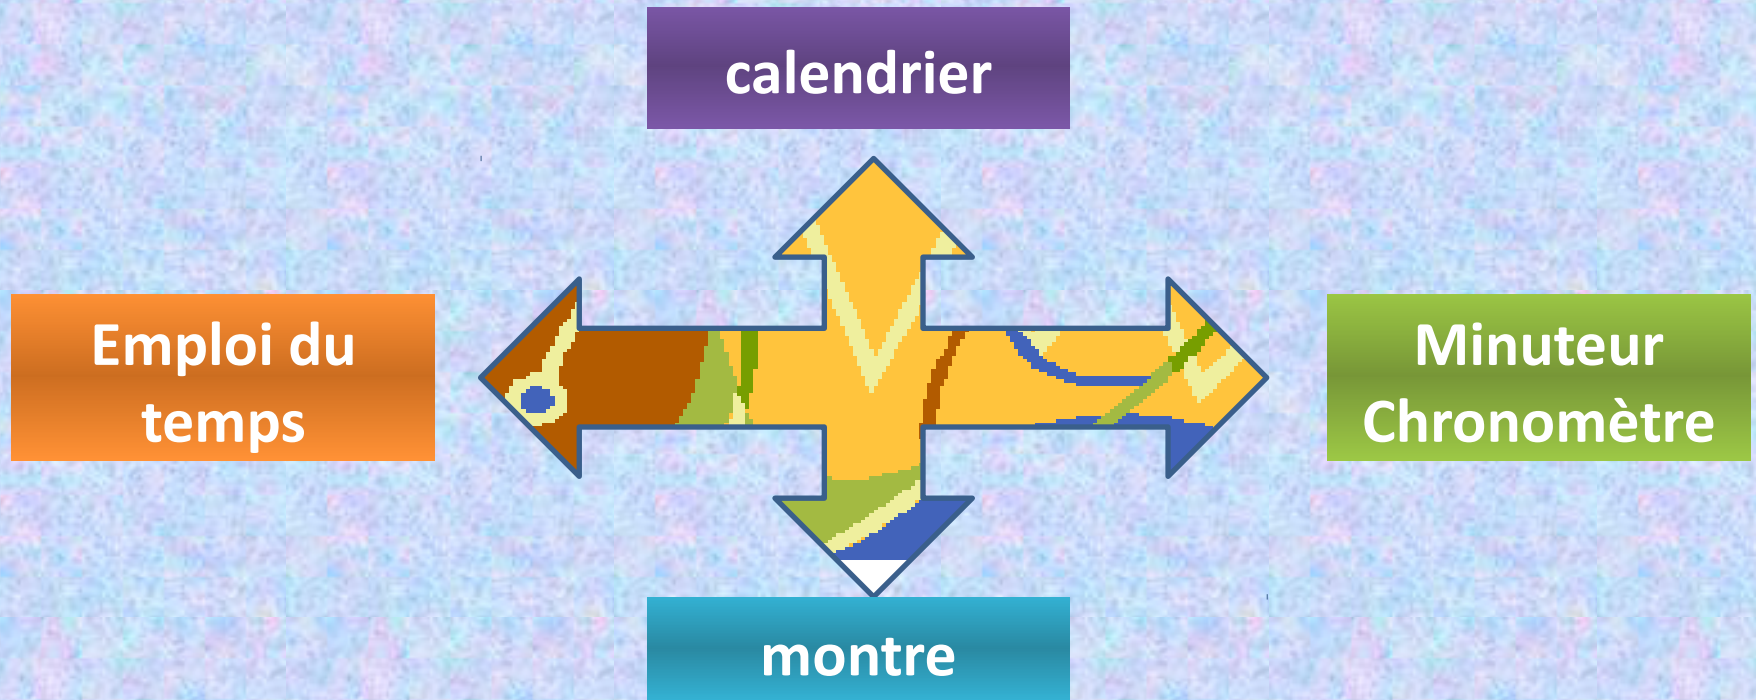 calendrier
Emploi du
temps
Minuteur
Chronomètre
montre